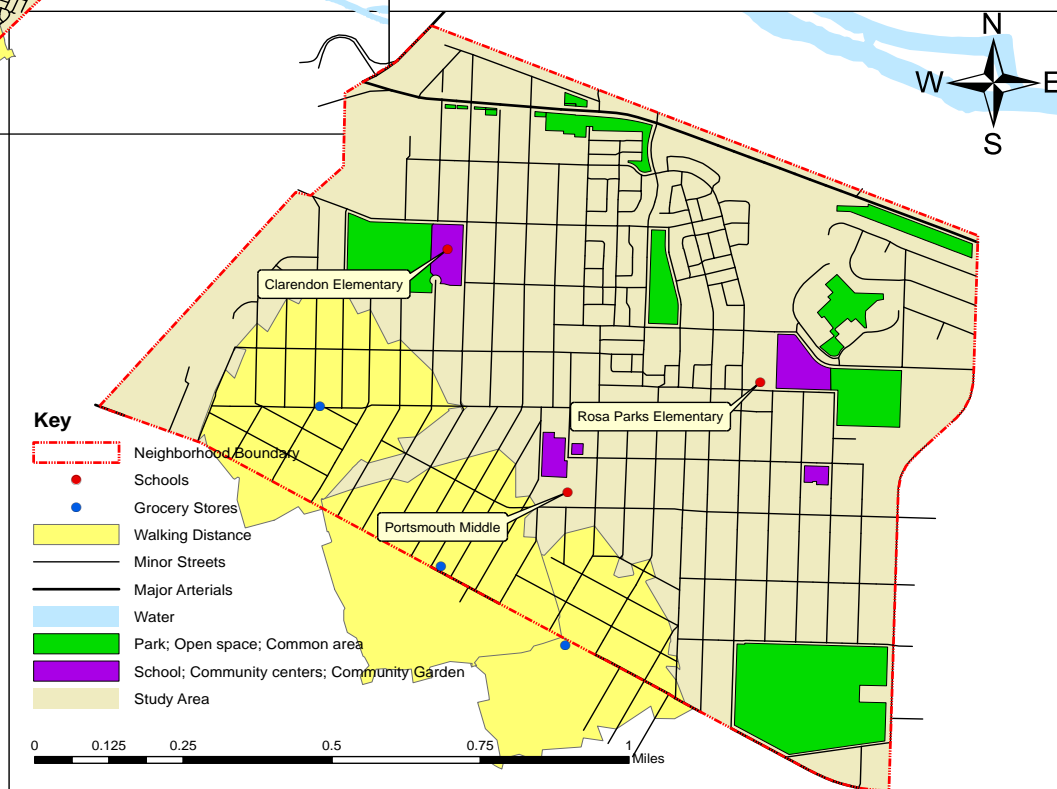 N
W
E
S
Clarendon Elementary
Rosa Parks Elementary
Portsmouth Middle
Key
Neighborhood Boundary
Schools
Grocery Stores
Walking Distance
Minor Streets
Major Arterials
Water
Park; Open space; Common area
School; Community centers; Community Garden
Study Area
0 0.125 0.25 0.5 0.75 1
Miles